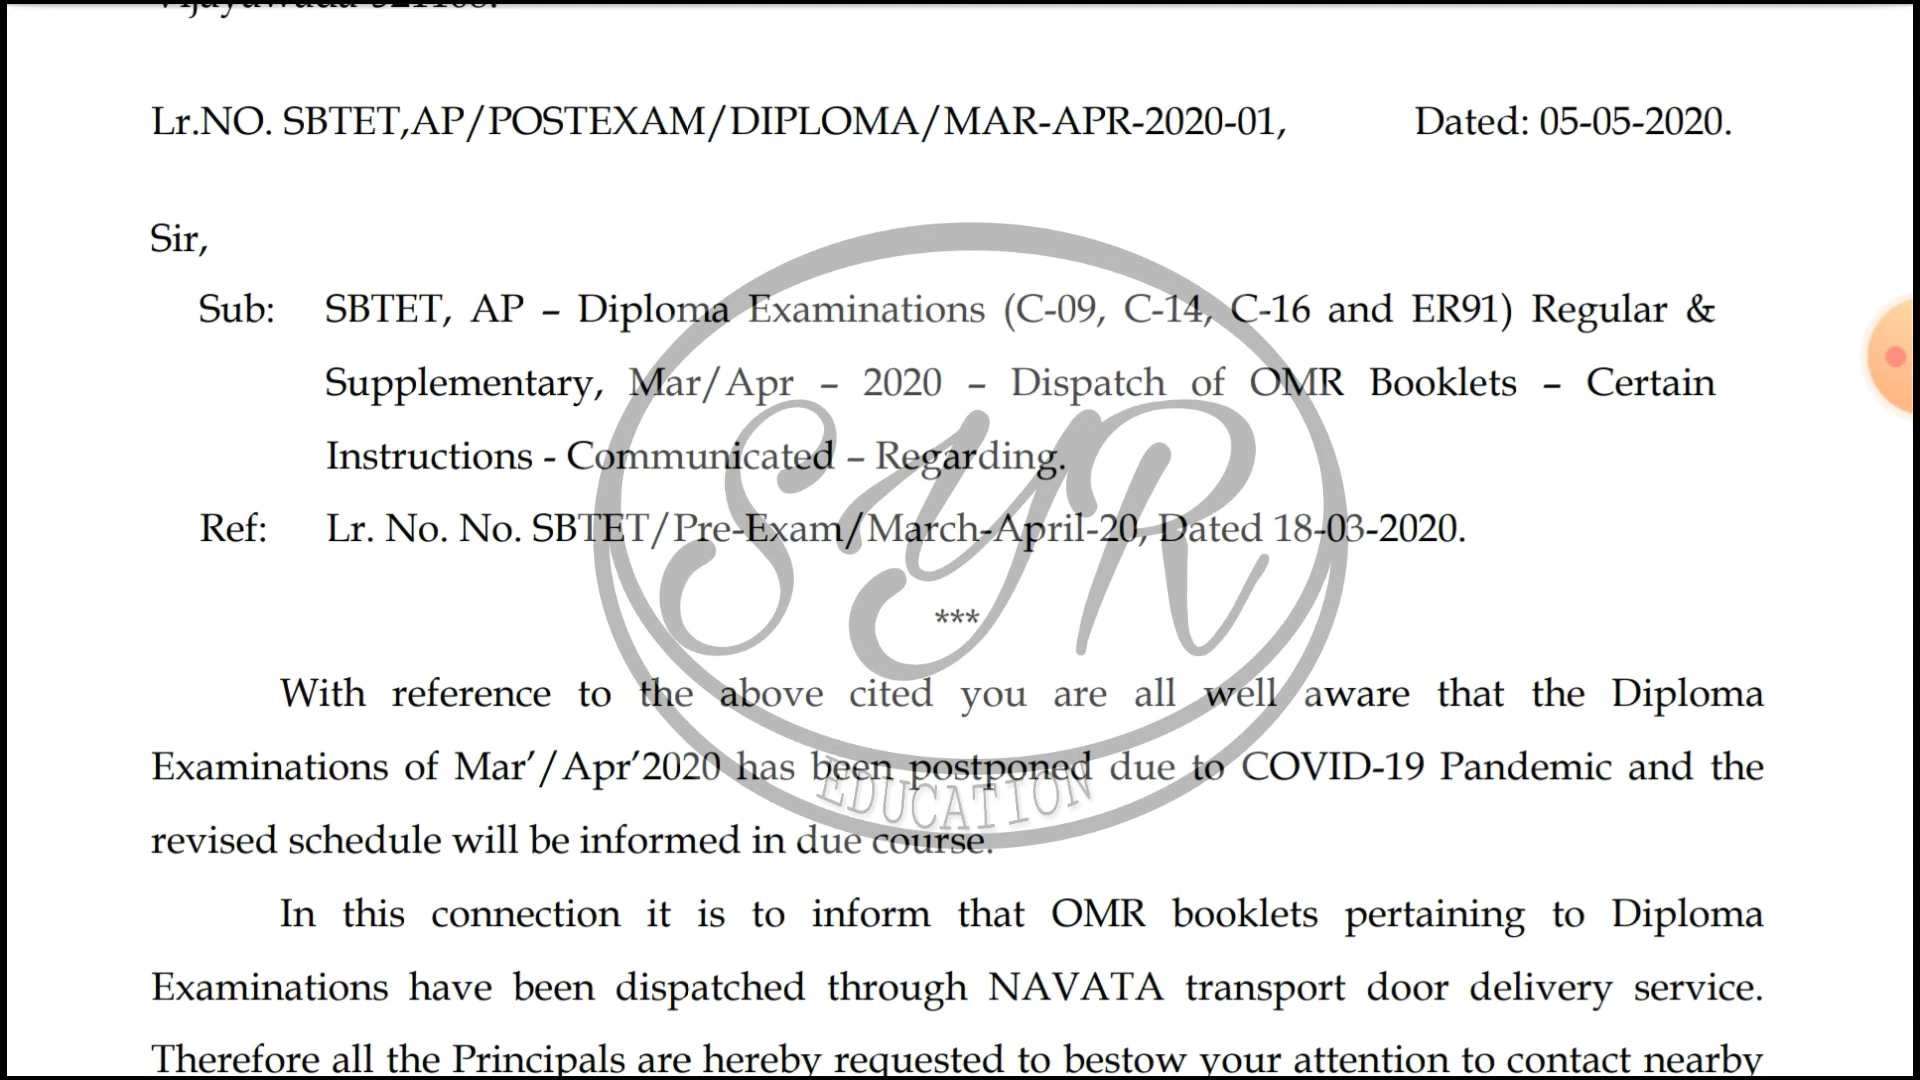 Vijayawada-521108.
Lr.NO. SBTET,AP/POSTEXAM/DIPLOMA/MAR-APR-2020-01, Dated: 05-05-2020.
Sir,
Sub: SBTET, AP – Diploma Examinations (C-09, C-14, C-16 and ER91) Regular &
Supplementary, Mar/Apr – 2020 – Dispatch of OMR Booklets – Certain
Instructions - Communicated – Regarding.
Ref: Lr. No. No. SBTET/Pre-Exam/March-April-20, Dated 18-03-2020.
***
SYR
With reference to the above cited you are all well aware that the Diploma
Examinations of Mar’/Apr’2020 has been postponed due to COVID-19 Pandemic and the
EDUCATION
revised schedule will be informed in due course.
In this connection it is to inform that OMR booklets pertaining to Diploma
Examinations have been dispatched through NAVATA transport door delivery service.
Therefore all the Principals are hereby requested to bestow your attention to contact nearby